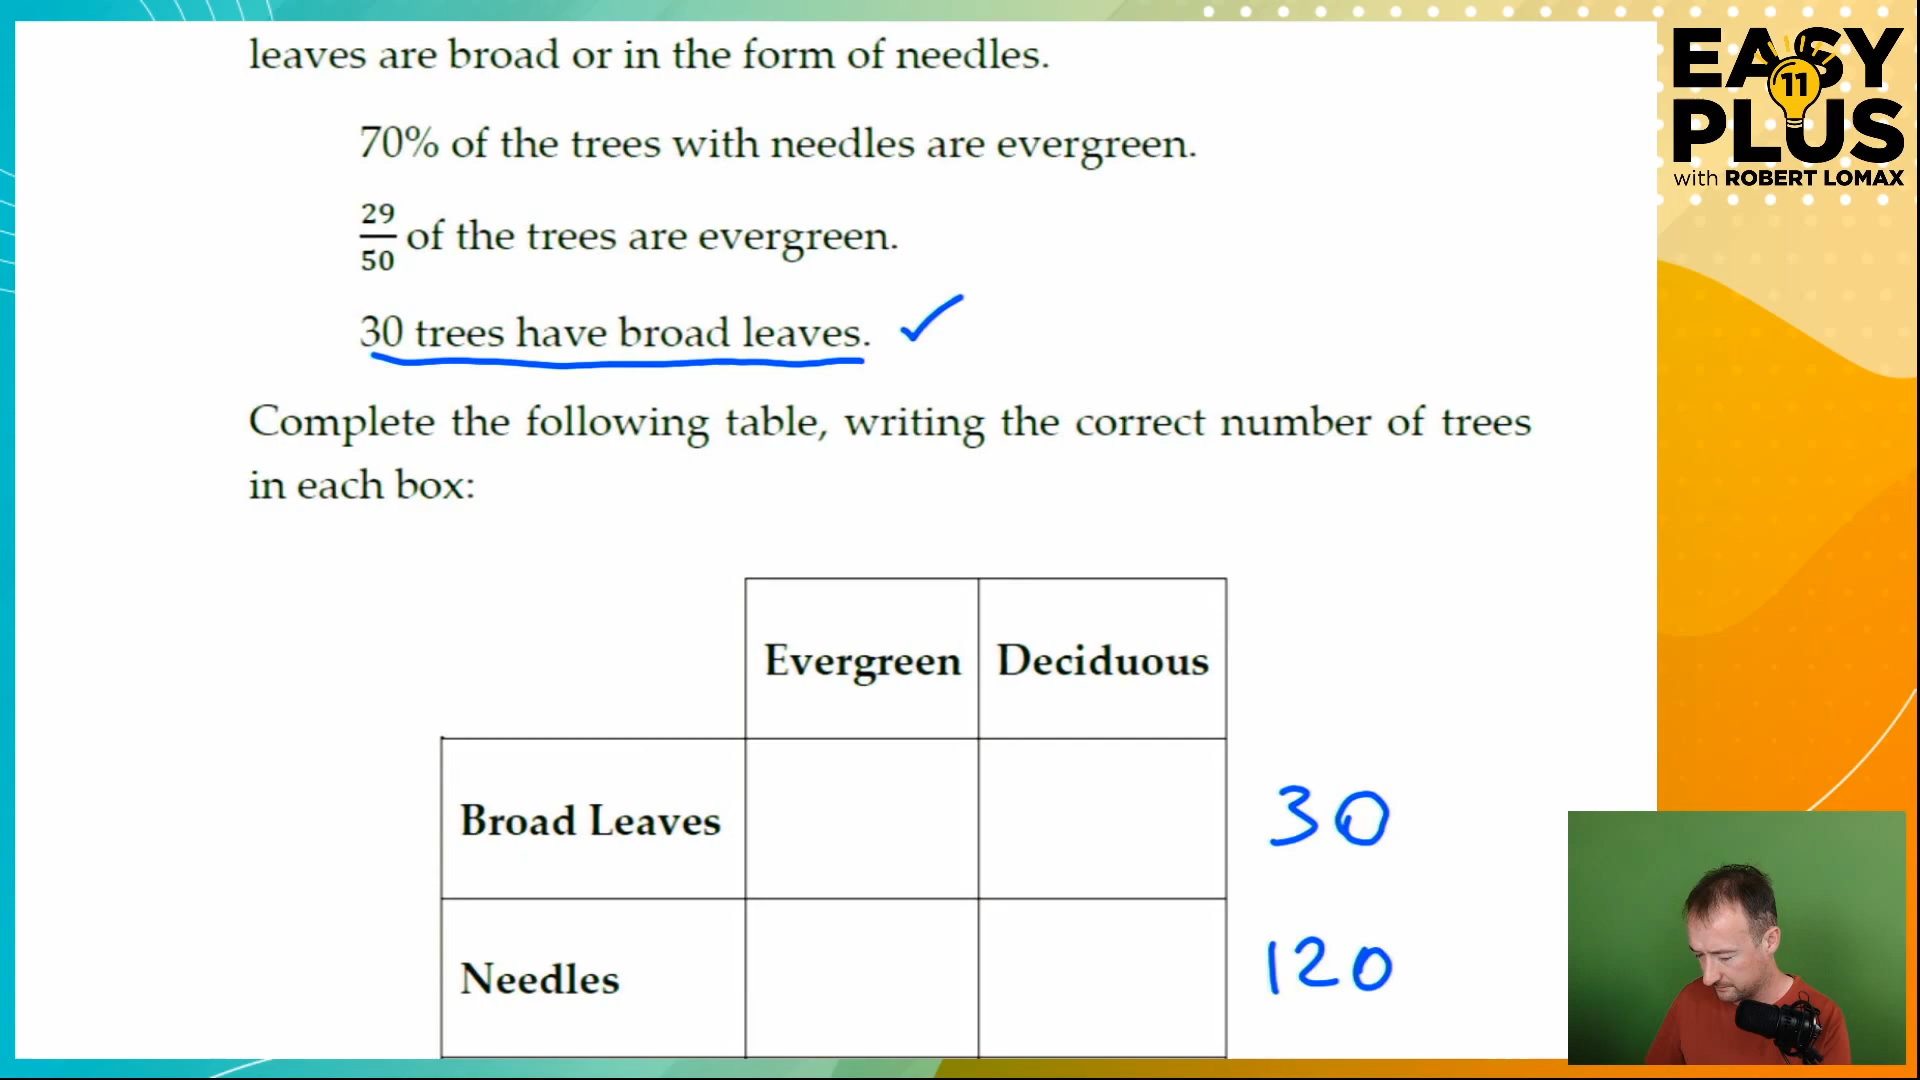 leaves are broad or in the form of needles.
70% of the trees with needles are evergreen.
29/50 of the trees are evergreen.
30 trees have broad leaves. ✓
Complete the following table, writing the correct number of trees
in each box:
Evergreen Deciduous
Broad Leaves 30
Needles 120
EASY
11
PLUS
with ROBERT LOMAX